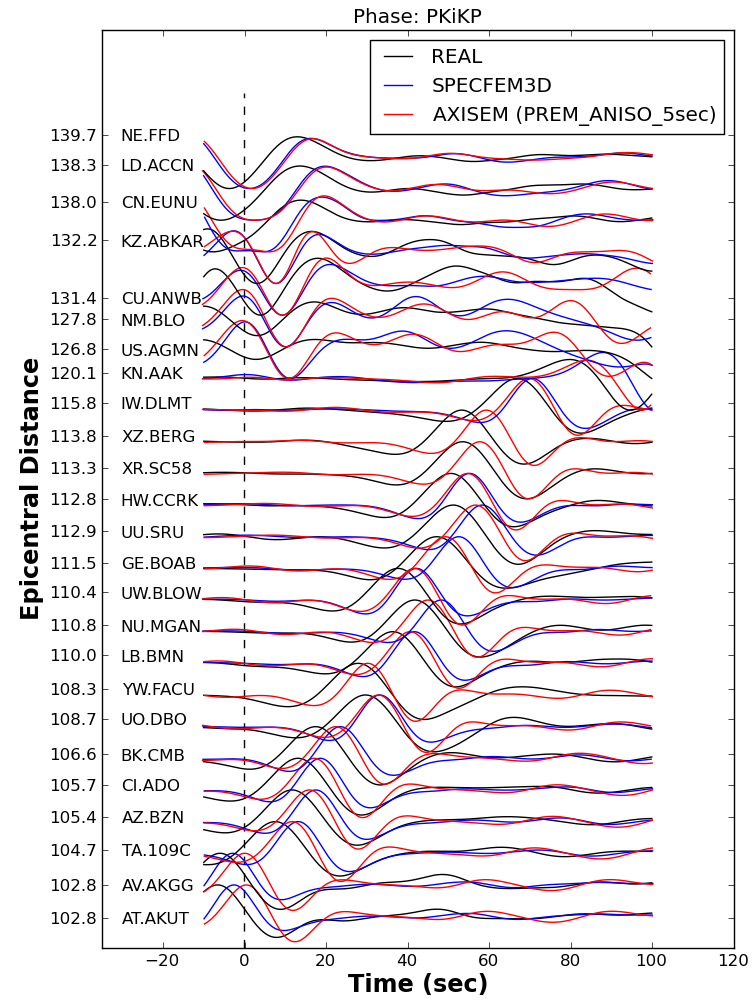 Phase: PKiKP
REAL
SPECFEM3D
AXISEM (PREM_ANISO_5sec)
139.7 NE.FFD
138.3 LD.ACCN
138.0 CN.EUNU
132.2 KZ.ABKAR
131.4 CU.ANWB
127.8 NM.BLO
126.8 US.AGMN
120.1 KN.AAK
115.8 IW.DLMT
113.8 XZ.BERG
113.3 XR.SC58
112.8 HW.CCRK
112.9 UU.SRU
111.5 GE.BOAB
110.4 UW.BLOW
110.8 NU.MGAN
110.0 LB.BMN
108.3 YW.FACU
108.7 UO.DBO
106.6 BK.CMB
105.7 CI.ADO
105.4 AZ.BZN
104.7 TA.109C
102.8 AV.AKGG
102.8 AT.AKUT
Epicentral Distance
−20 0 20 40 60 80 100 120
Time (sec)